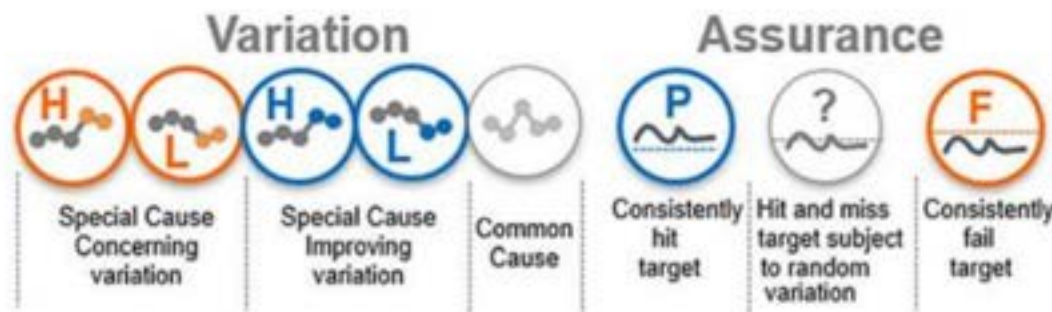 Variation
Assurance
H
L
H
L
P
?
F
Special Cause
Concerning
variation
Special Cause
Improving
variation
Common
Cause
Consistently
hit
target
Hit and miss
target subject
to random
variation
Consistently
fail
target